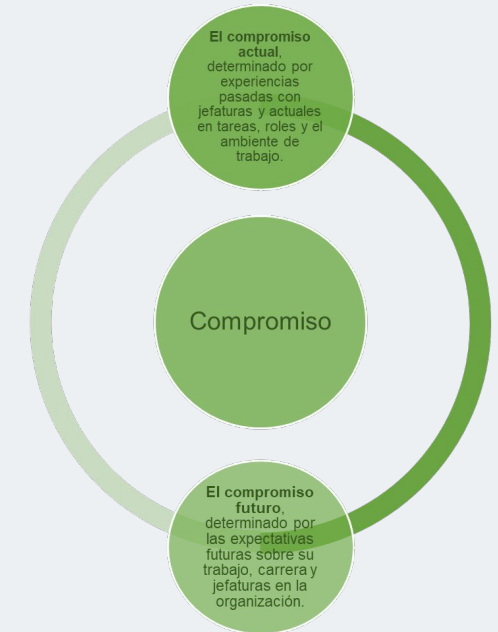 El compromiso
actual,
determinado por
experiencias
pasadas con
jefaturas y actuales
en tareas, roles y el
ambiente de
trabajo.
Compromiso
El compromiso
futuro,
determinado por
las expectativas
futuras sobre su
trabajo, carrera y
jefaturas en la
organización.